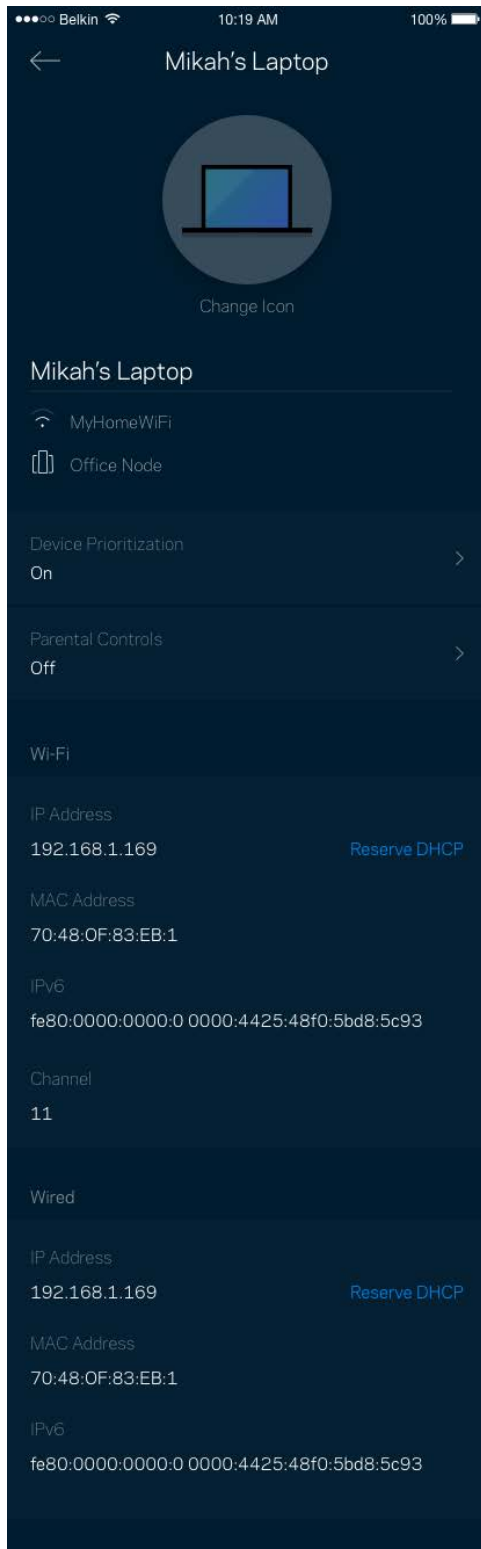 Belkin 10:19 AM 100%
Mikah's Laptop
Change Icon
Mikah's Laptop
MyHomeWiFi
Office Node
Device Prioritization
On
Parental Controls
Off
Wi-Fi
IP Address
192.168.1.169 Reserve DHCP
MAC Address
70:48:0F:83:EB:1
IPv6
fe80:0000:0000:0 0000:4425:48f0:5bd8:5c93
Channel
11
Wired
IP Address
192.168.1.169 Reserve DHCP
MAC Address
70:48:0F:83:EB:1
IPv6
fe80:0000:0000:0 0000:4425:48f0:5bd8:5c93